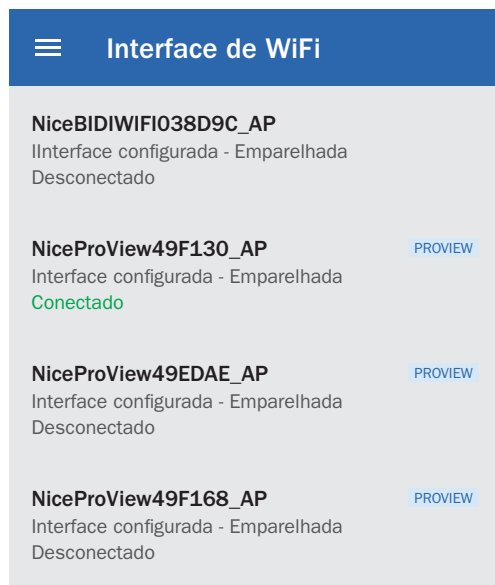 Interface de WiFi
NiceBIDIWIFI038D9C_AP
IInterface configurada - Emparelhada
Desconectado
NiceProView49F130_AP PROVIEW
Interface configurada - Emparelhada
Conectado
NiceProView49EDAE_AP PROVIEW
Interface configurada - Emparelhada
Desconectado
NiceProView49F168_AP PROVIEW
Interface configurada - Emparelhada
Desconectado